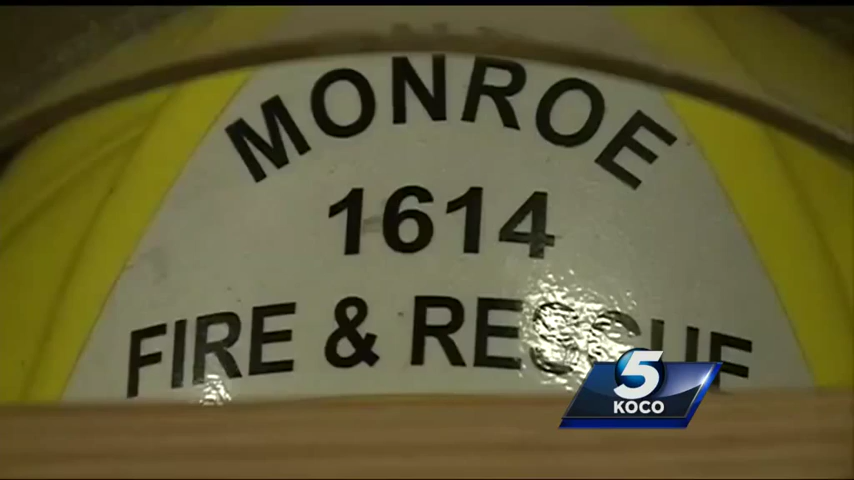 MONROE
1614
FIRE & RESCUE
5
KOCO